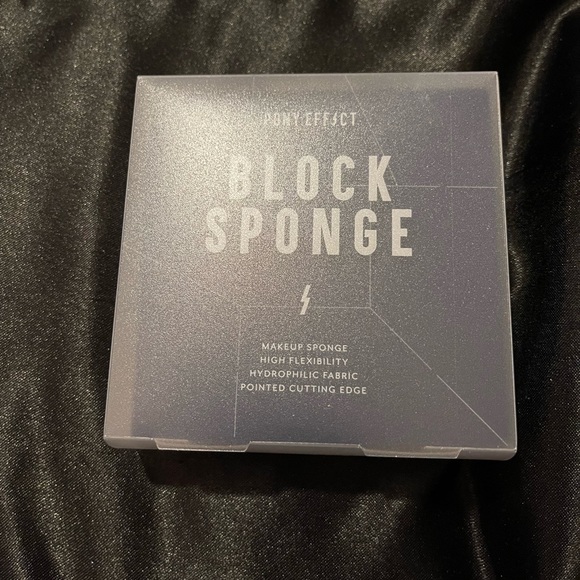 PONY EFFECT
BLOCK
SPONGE
MAKEUP SPONGE
HIGH FLEXIBILITY
HYDROPHILIC FABRIC
POINTED CUTTING EDGE